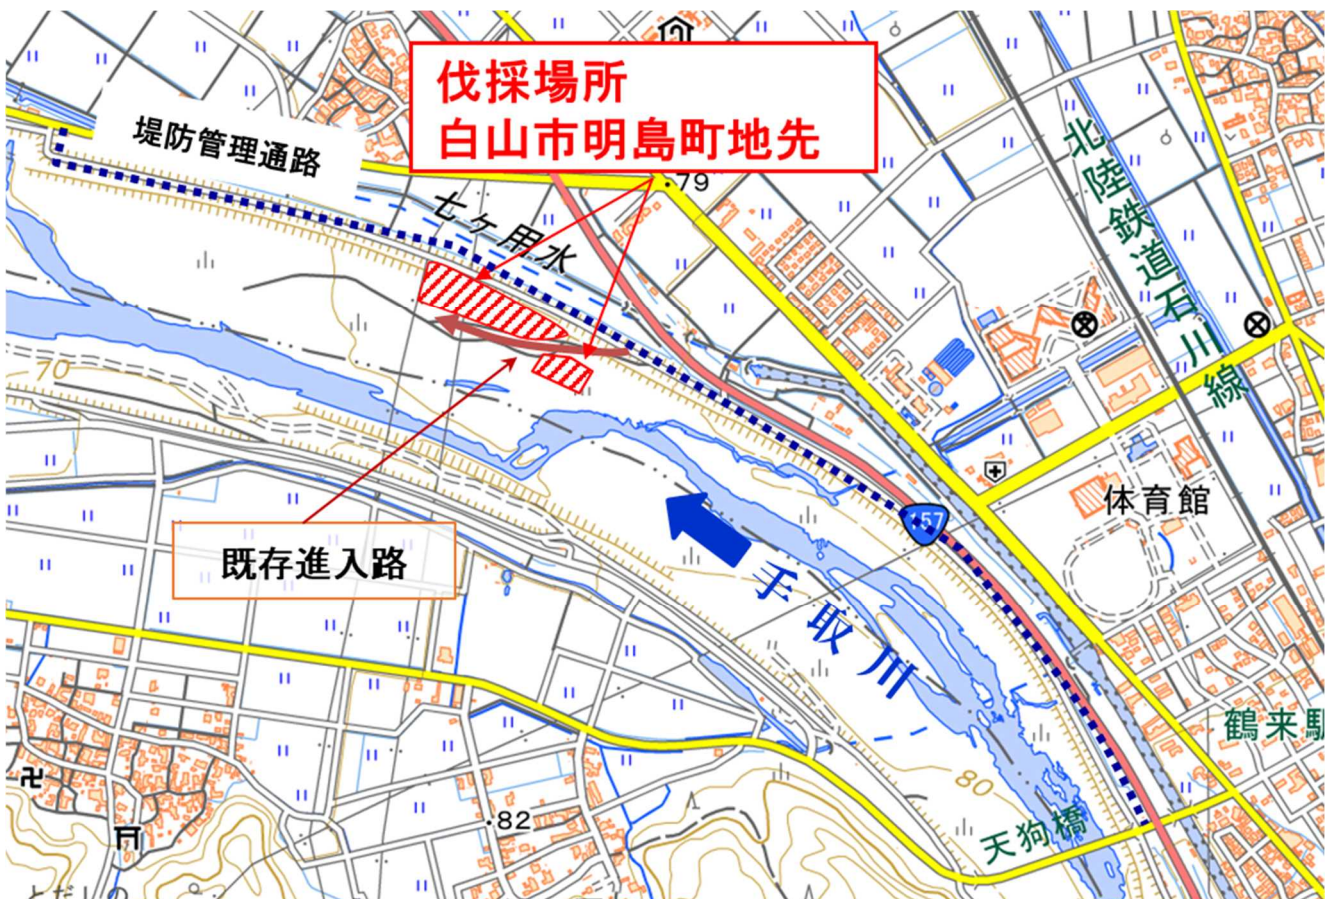 伐採場所
白山市明島町地先
堤防管理通路
七ヶ用水
79
北陸鉄道石川線
70
157
体育館
既存進入路
手取川
鶴来駅
80
82
天狗橋